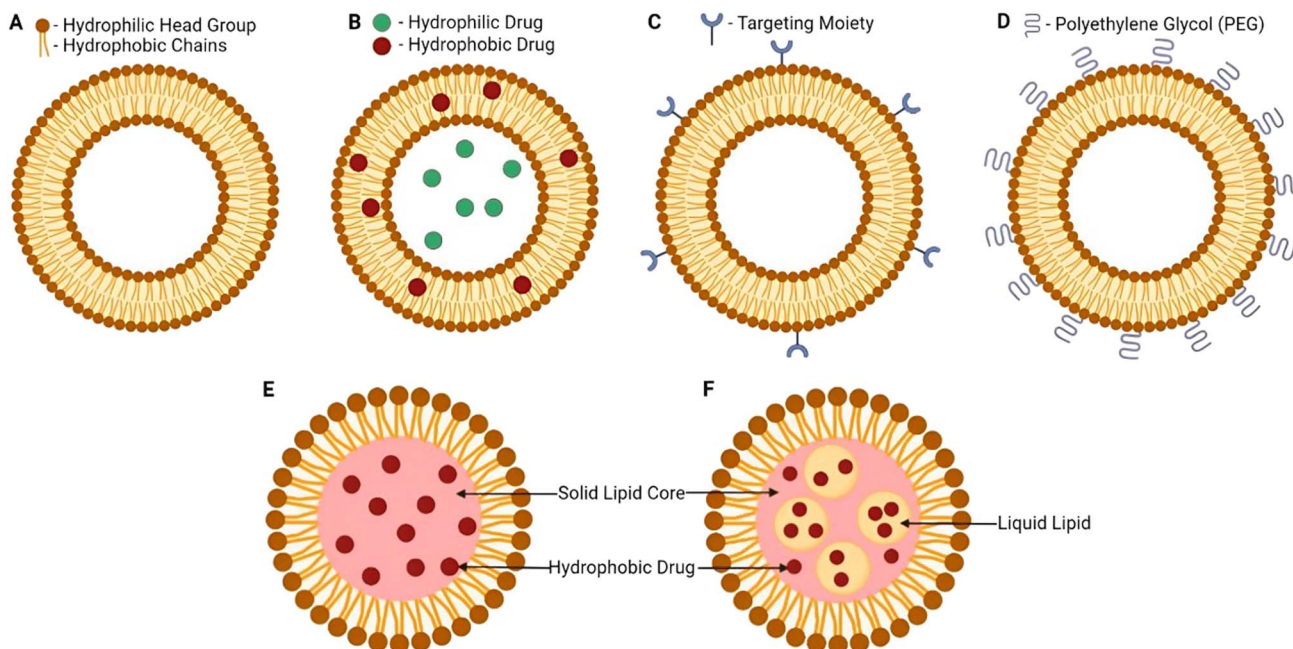 A
- Hydrophilic Head Group
- Hydrophobic Chains
B
- Hydrophilic Drug
- Hydrophobic Drug
C
- Targeting Moiety
D
- Polyethylene Glycol (PEG)
E
F
Solid Lipid Core
Liquid Lipid
Hydrophobic Drug